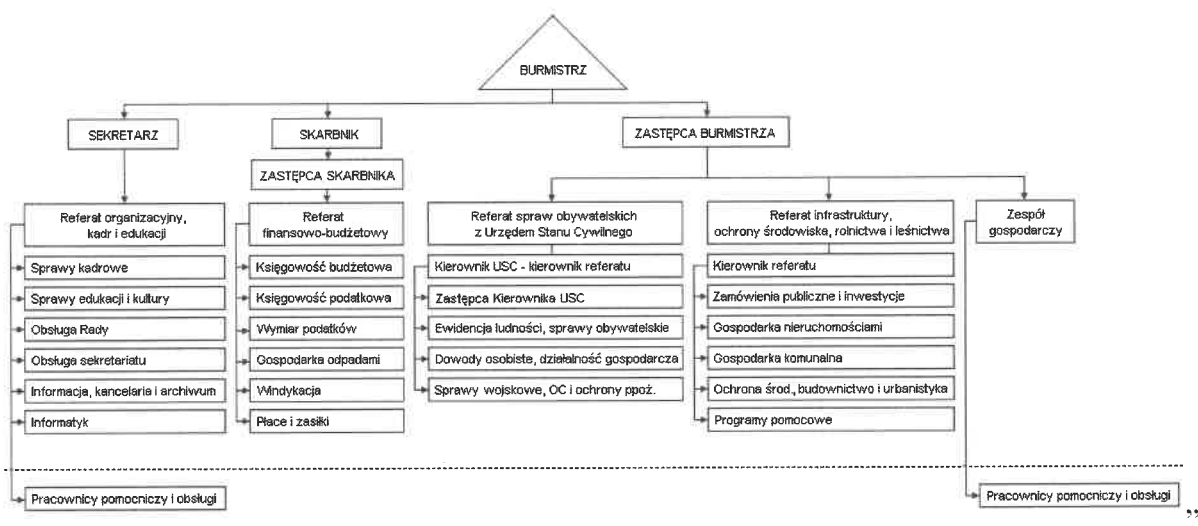 BURMISTRZ
SEKRETARZ
SKARBNIK
ZASTĘPCA BURMISTRZA
ZASTĘPCA SKARBNIKA
Referat organizacyjny,
kadr i edukacji
Sprawy kadrowe
Sprawy edukacji i kultury
Obsługa Rady
Obsługa sekretariatu
Informacja, kancelaria i archiwum
Informatyk
Pracownicy pomocniczy i obsługi
Referat
finansowo-budżetowy
Księgowość budżetowa
Księgowość podatkowa
Wymiar podatków
Gospodarka odpadami
Windykacja
Płace i zasiłki
Referat spraw obywatelskich
z Urzędem Stanu Cywilnego
Kierownik USC - kierownik referatu
Zastępca Kierownika USC
Ewidencja ludności, sprawy obywatelskie
Dowody osobiste, działalność gospodarcza
Sprawy wojskowe, OC i ochrony ppoż.
Referat infrastruktury,
ochrony środowiska, rolnictwa i leśnictwa
Kierownik referatu
Zamówienia publiczne i inwestycje
Gospodarka nieruchomościami
Gospodarka komunalna
Ochrona środ., budownictwo i urbanistyka
Programy pomocowe
Zespół
gospodarczy
Pracownicy pomocniczy i obsługi
”